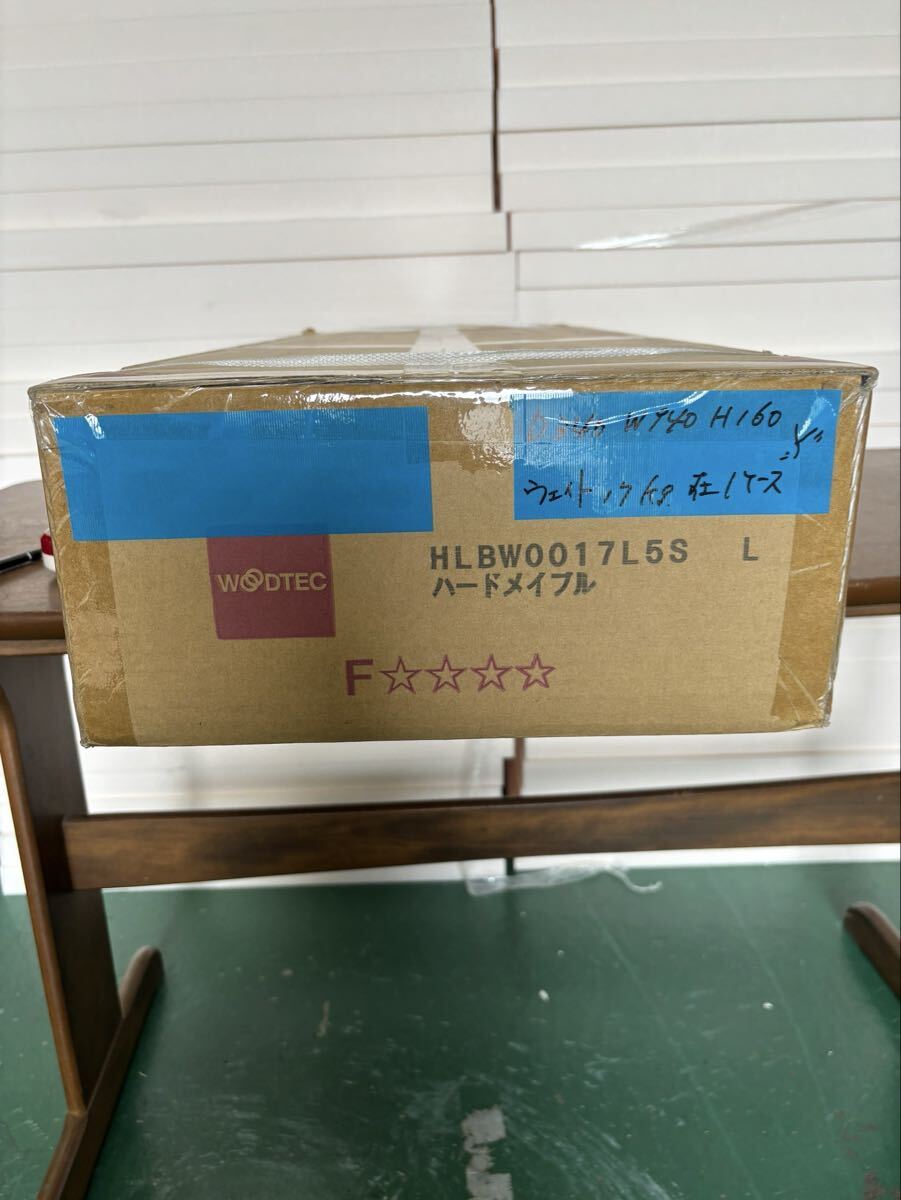 W940 H160
ウェイト 17kg 在1ケース
WOODTEC
HLBW0017L5S L
ハードメイプル
F☆☆☆☆